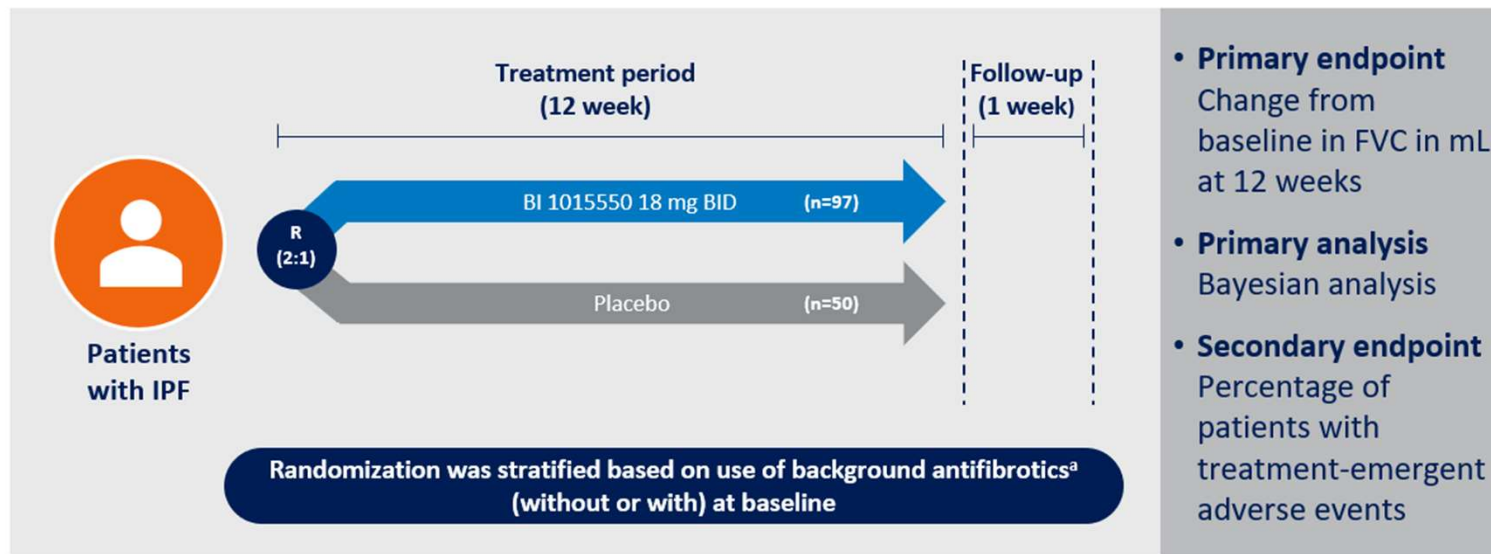 Treatment period
(12 week)
Follow-up
(1 week)
BI 1015550 18 mg BID (n=97)
R
(2:1)
Placebo (n=50)
Patients
with IPF
Randomization was stratified based on use of background antifibroticsᵃ
(without or with) at baseline
• Primary endpoint
Change from
baseline in FVC in mL
at 12 weeks
• Primary analysis
Bayesian analysis
• Secondary endpoint
Percentage of
patients with
treatment-emergent
adverse events